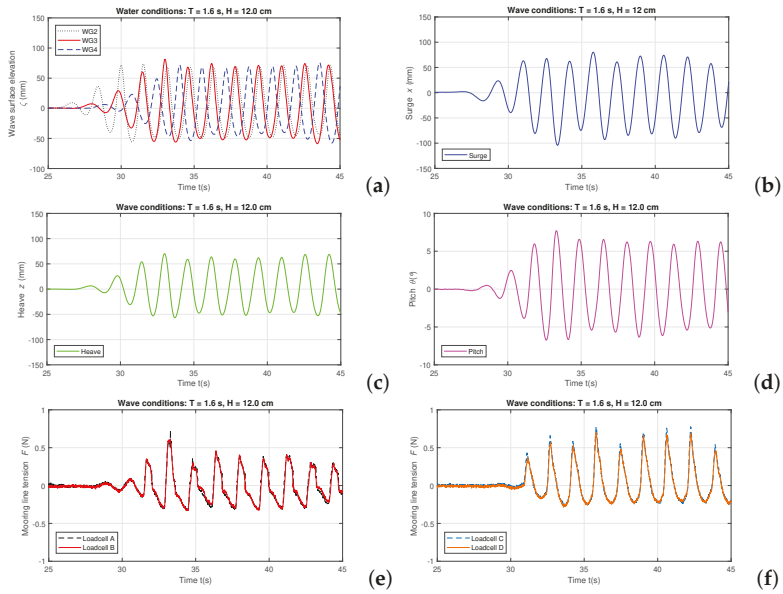 Water conditions: T = 1.6 s, H = 12.0 cm
150
100
50
0
-50
-100
25
30
35
40
45
Wave surface elevation
ζ (mm)
Time t(s)
WG2
WG3
WG4
(a)
Wave conditions: T = 1.6 s, H = 12 cm
150
100
50
0
-50
-100
-150
25
30
35
40
45
Surge x (mm)
Time t(s)
Surge
(b)
Wave conditions: T = 1.6 s, H = 12.0 cm
150
100
50
0
-50
-100
-150
25
30
35
40
45
Heave z (mm)
Time t(s)
Heave
(c)
Wave conditions: T = 1.6 s, H = 12.0 cm
10
5
0
-5
-10
25
30
35
40
45
Pitch θ(°)
Time t(s)
Pitch
(d)
Wave conditions: T = 1.6 s, H = 12.0 cm
1
0.5
0
-0.5
-1
25
30
35
40
45
Mooring line tension F (N)
Time t(s)
Loadcell A
Loadcell B
(e)
Wave conditions: T = 1.6 s, H = 12.0 cm
1
0.5
0
-0.5
-1
25
30
35
40
45
Mooring line tension F (N)
Time t(s)
Loadcell C
Loadcell D
(f)